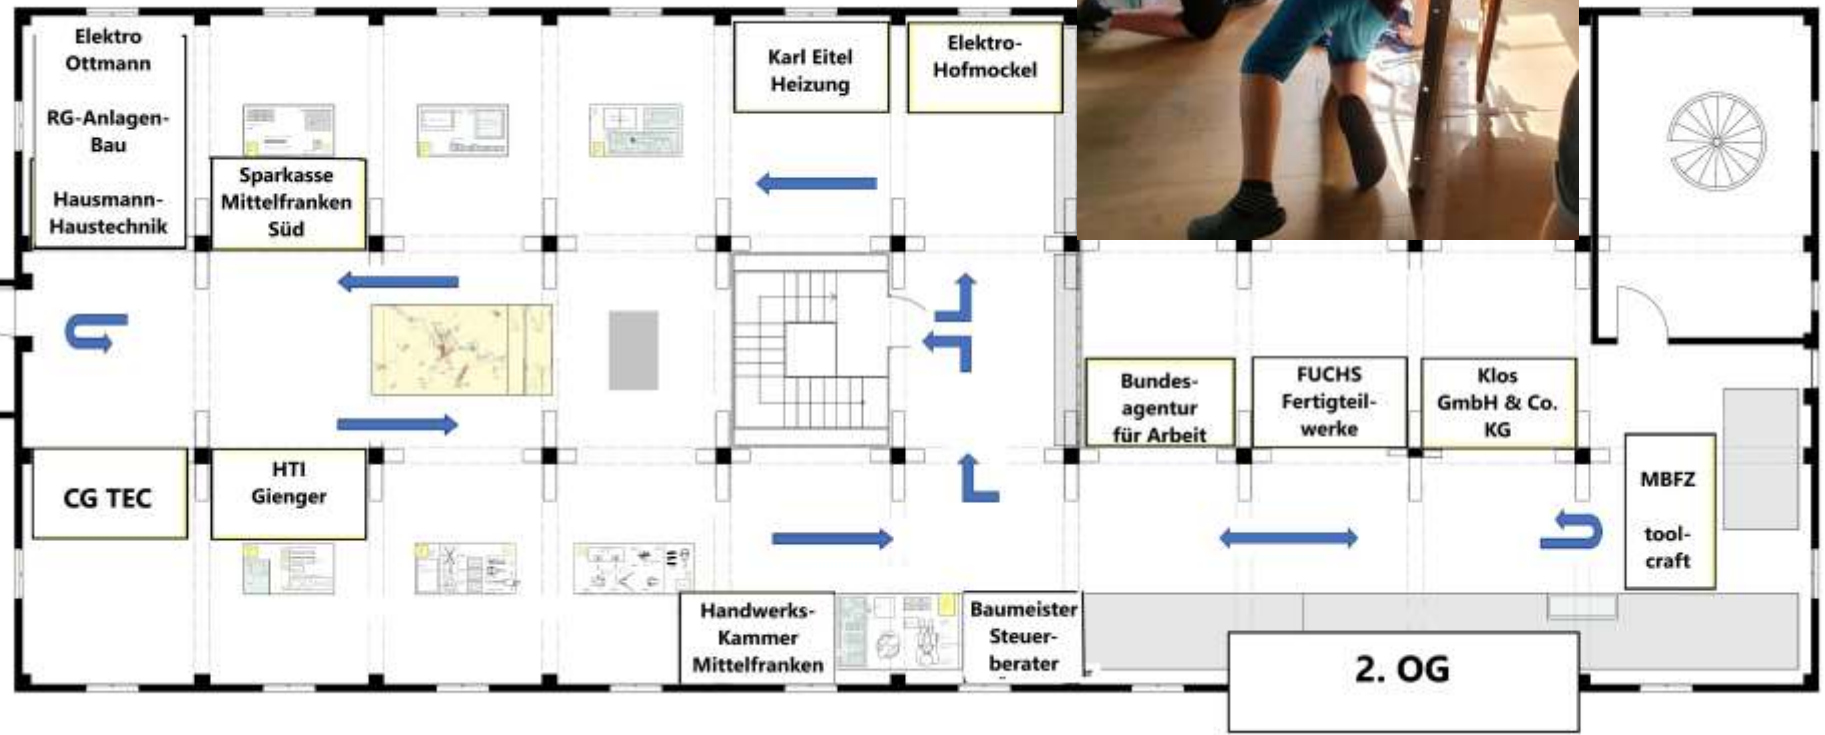 Elektro
Ottmann
RG-Anlagen-
Bau
Hausmann-
Haustechnik
Sparkasse
Mittelfranken
Süd
Karl Eitel
Heizung
Elektro-
Hofmockel
Bundes-
agentur
für Arbeit
FUCHS
Fertigteil-
werke
Klos
GmbH & Co.
KG
MBFZ
tool-
craft
CG TEC
HTI
Gienger
Handwerks-
Kammer
Mittelfranken
Baumeister
Steuer-
berater
2. OG